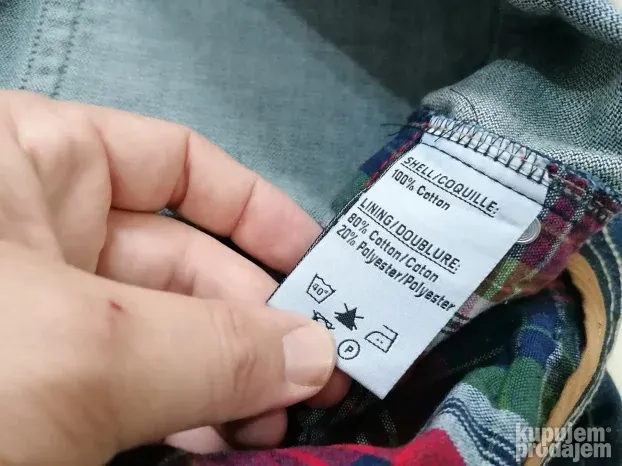 SHELL/COQUILLE:
100% Cotton
LINING/DOUBLURE:
80% Cotton/Coton
20% Polyester/Polyester
40°
P
kupujem
prodajem